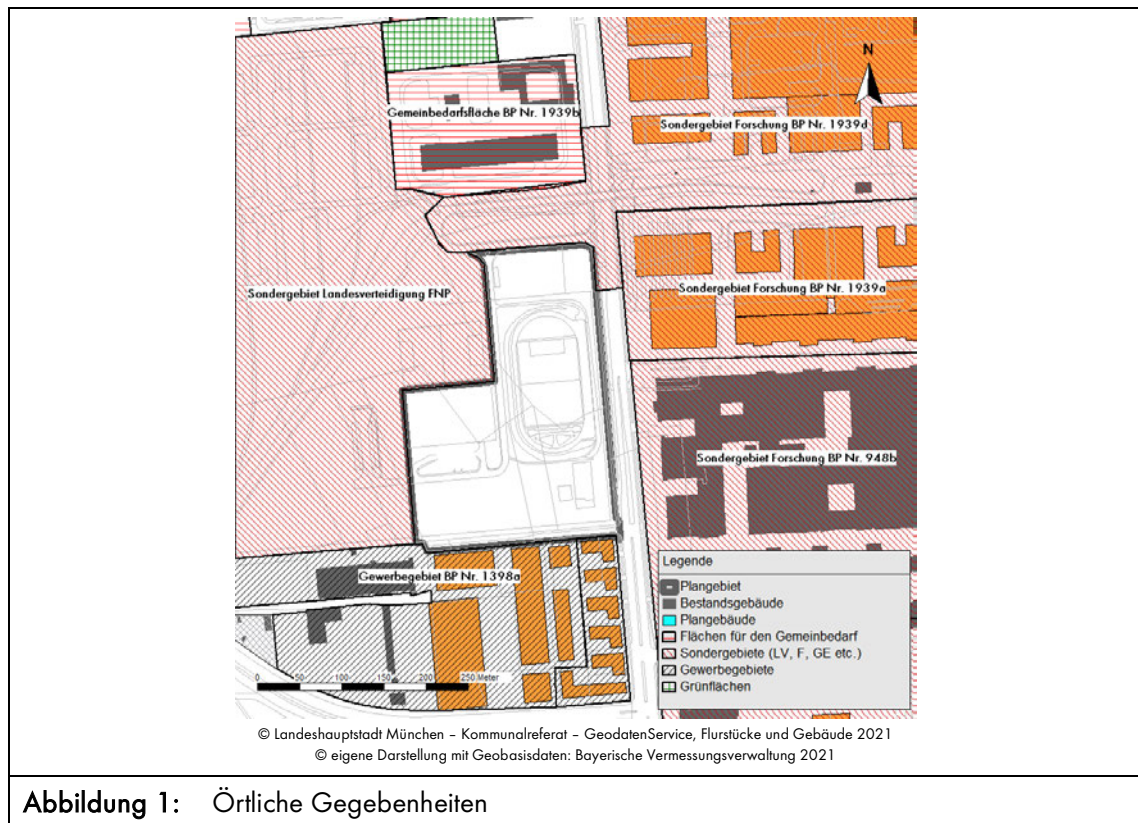 N
Gemeinbedarfsfläche BP Nr. 1939b
Sondergebiet Forschung BP Nr. 1939d
Sondergebiet Landesverteidigung FNP
Sondergebiet Forschung BP Nr. 1939a
Sondergebiet Forschung BP Nr. 948b
Gewerbegebiet BP Nr. 1398a
Legende
Plangebiet
Bestandsgebäude
Plangebäude
Flächen für den Gemeinbedarf
Sondergebiete (LV, F, GE etc.)
Gewerbegebiete
Grünflächen
0 50 100 150 200 250 Meter
© Landeshauptstadt München – Kommunalreferat – GeodatenService, Flurstücke und Gebäude 2021
© eigene Darstellung mit Geobasisdaten: Bayerische Vermessungsverwaltung 2021
Abbildung 1: Örtliche Gegebenheiten